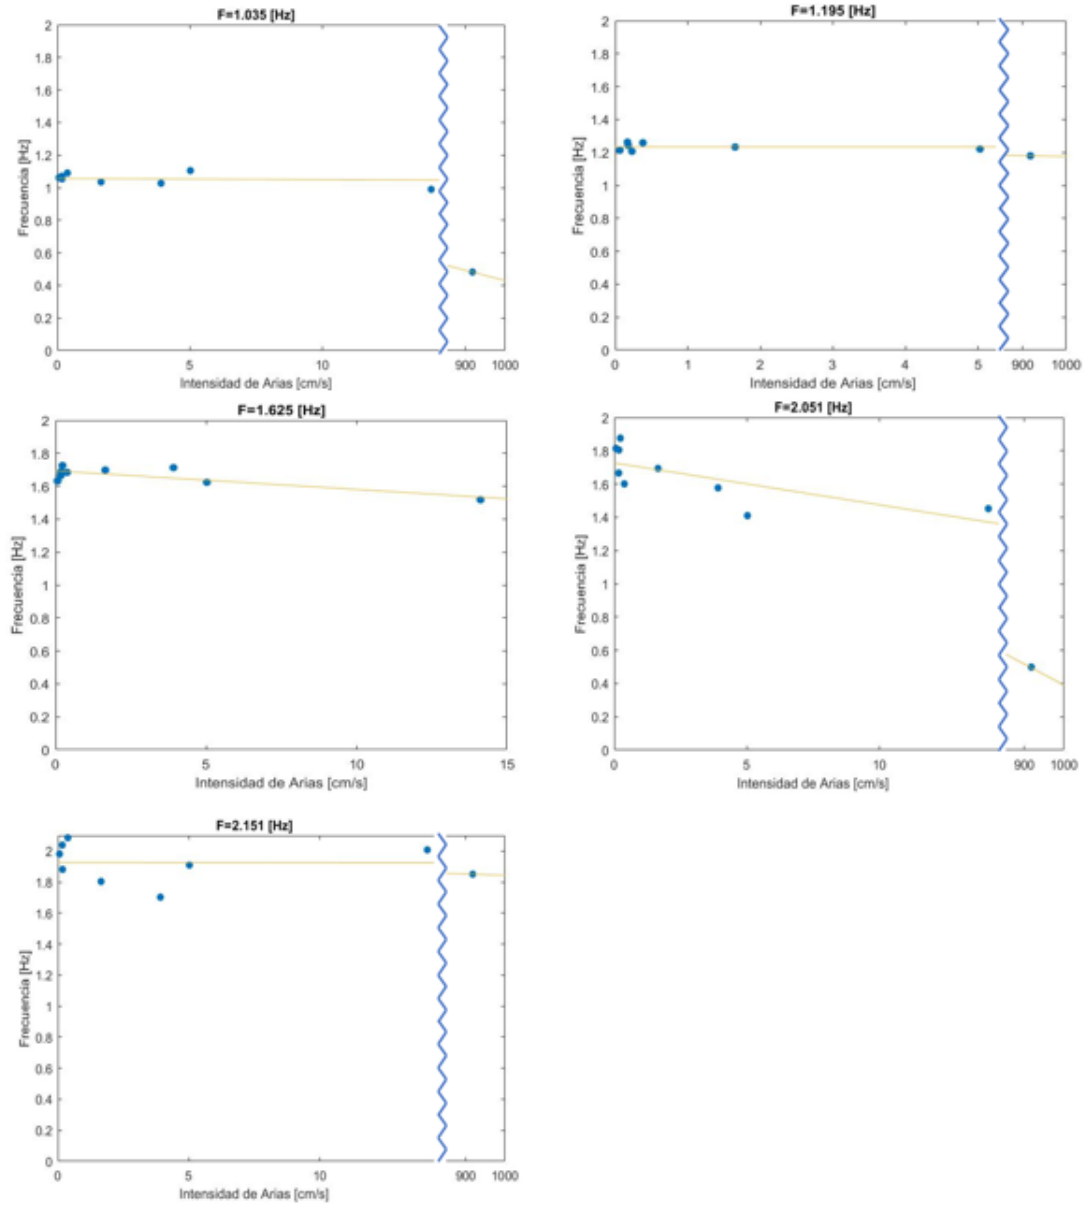 F=1.035 [Hz]
2
1.8
1.6
1.4
1.2
1
0.8
0.6
0.4
0.2
0
Frecuencia [Hz]
0 5 10 900 1000
Intensidad de Arias [cm/s]
F=1.195 [Hz]
2
1.8
1.6
1.4
1.2
1
0.8
0.6
0.4
0.2
0
Frecuencia [Hz]
0 1 2 3 4 5 900 1000
Intensidad de Arias [cm/s]
F=1.625 [Hz]
2
1.8
1.6
1.4
1.2
1
0.8
0.6
0.4
0.2
0
Frecuencia [Hz]
0 5 10 15
Intensidad de Arias [cm/s]
F=2.051 [Hz]
2
1.8
1.6
1.4
1.2
1
0.8
0.6
0.4
0.2
0
Frecuencia [Hz]
0 5 10 900 1000
Intensidad de Arias [cm/s]
F=2.151 [Hz]
2
1.8
1.6
1.4
1.2
1
0.8
0.6
0.4
0.2
0
Frecuencia [Hz]
0 5 10 900 1000
Intensidad de Arias [cm/s]